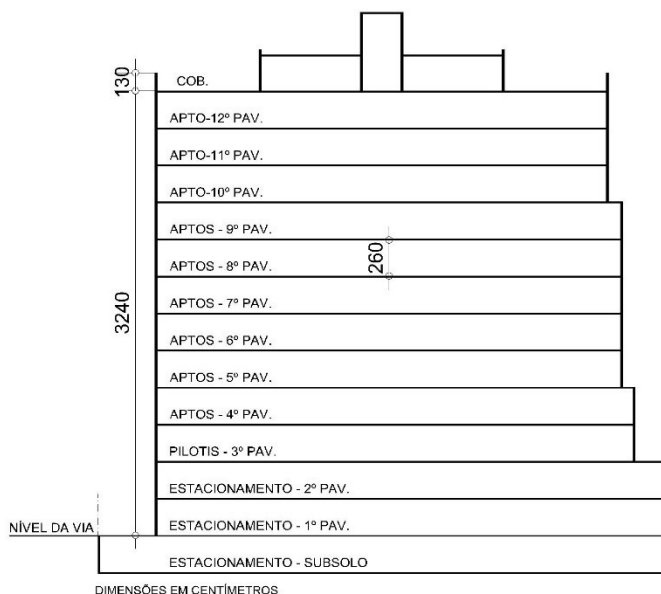 130
COB.
APTO-12º PAV.
APTO-11º PAV.
APTO-10º PAV.
APTOS - 9º PAV.
260
APTOS - 8º PAV.
APTOS - 7º PAV.
3240
APTOS - 6º PAV.
APTOS - 5º PAV.
APTOS - 4º PAV.
PILOTIS - 3º PAV.
ESTACIONAMENTO - 2º PAV.
NÍVEL DA VIA
ESTACIONAMENTO - 1º PAV.
ESTACIONAMENTO - SUBSOLO
DIMENSÕES EM CENTÍMETROS